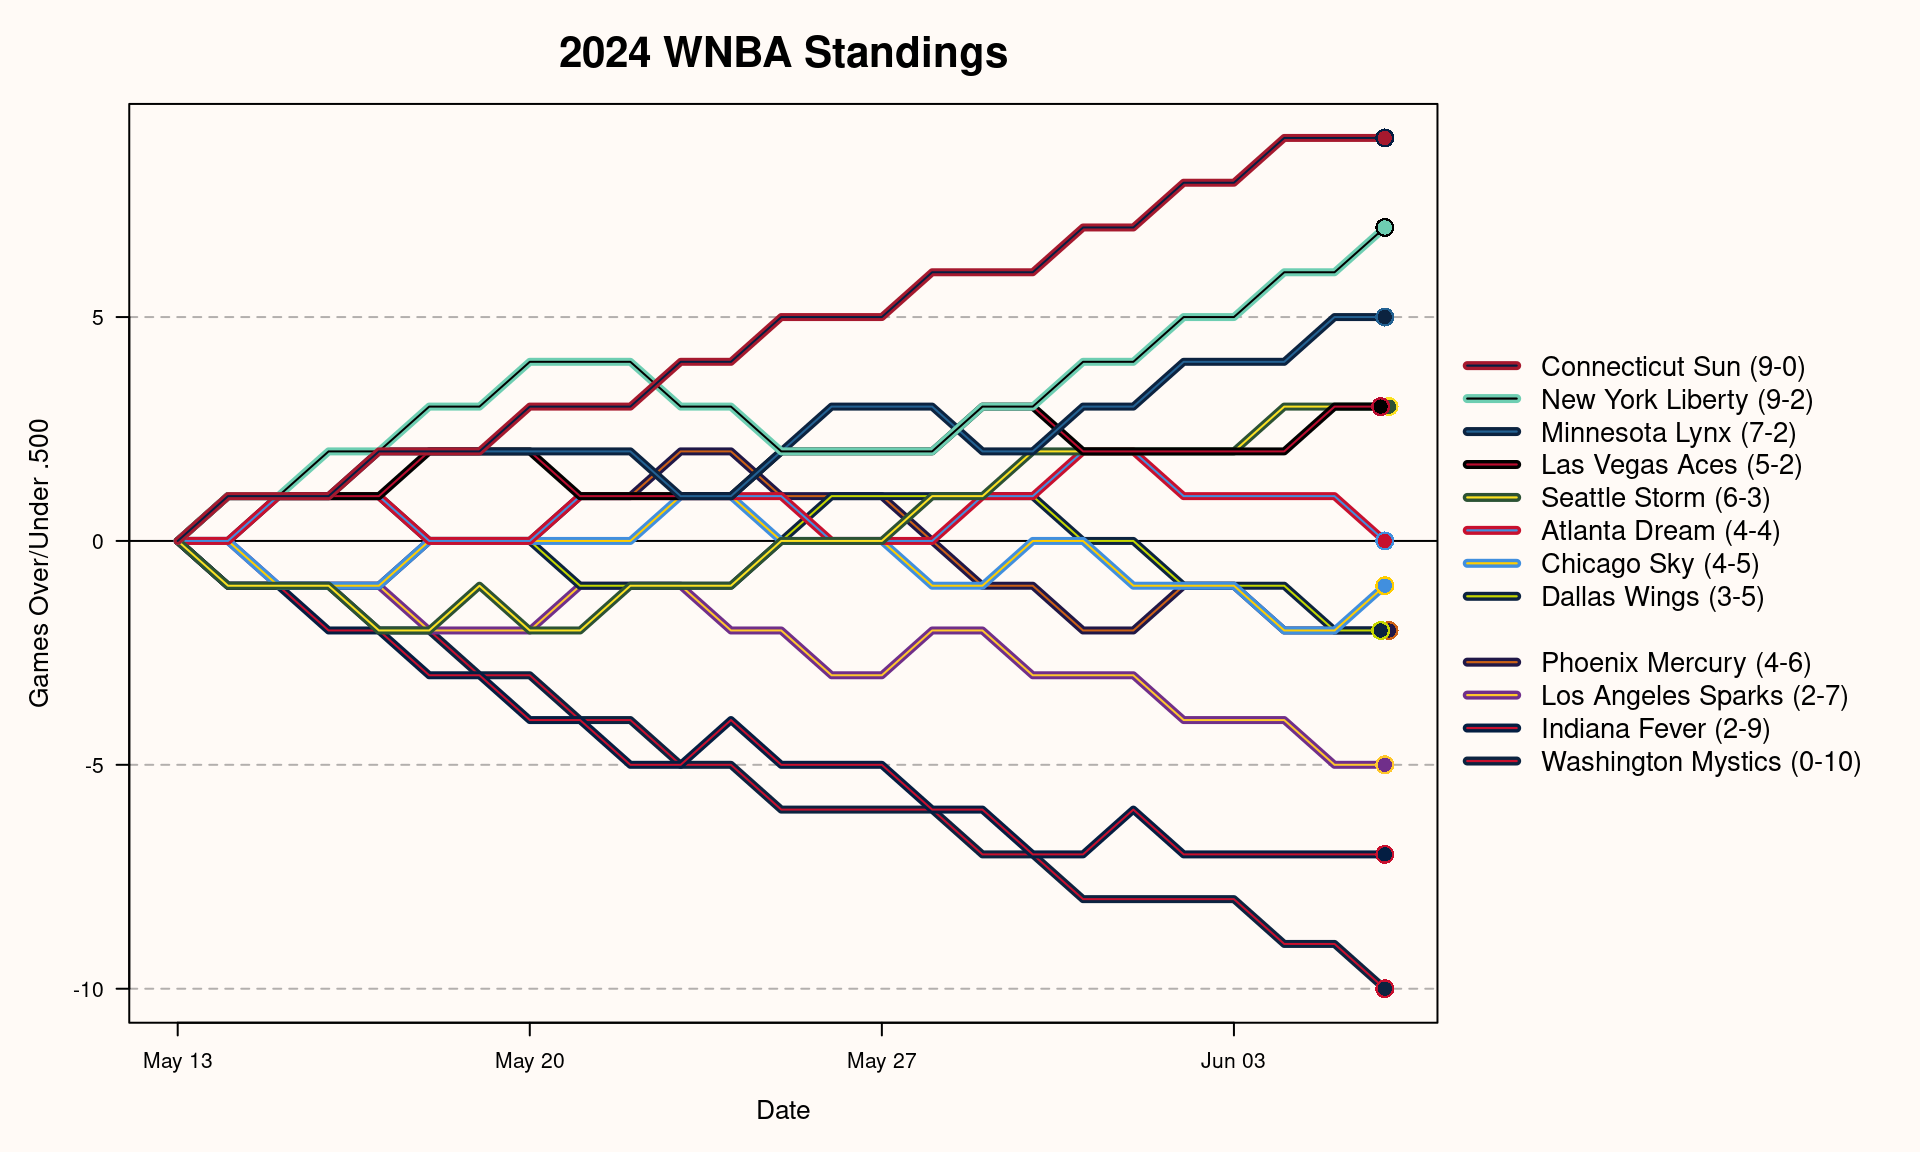 2024 WNBA Standings
Games Over/Under .500
5
0
-5
-10
May 13
May 20
May 27
Jun 03
Date
Connecticut Sun (9-0)
New York Liberty (9-2)
Minnesota Lynx (7-2)
Las Vegas Aces (5-2)
Seattle Storm (6-3)
Atlanta Dream (4-4)
Chicago Sky (4-5)
Dallas Wings (3-5)
Phoenix Mercury (4-6)
Los Angeles Sparks (2-7)
Indiana Fever (2-9)
Washington Mystics (0-10)